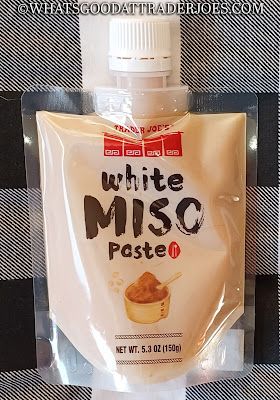 ©WHATSGOODATTRADERJOES.COM
TRADER JOE'S
white
MISO
paste
NET WT. 5.3 OZ (150g)